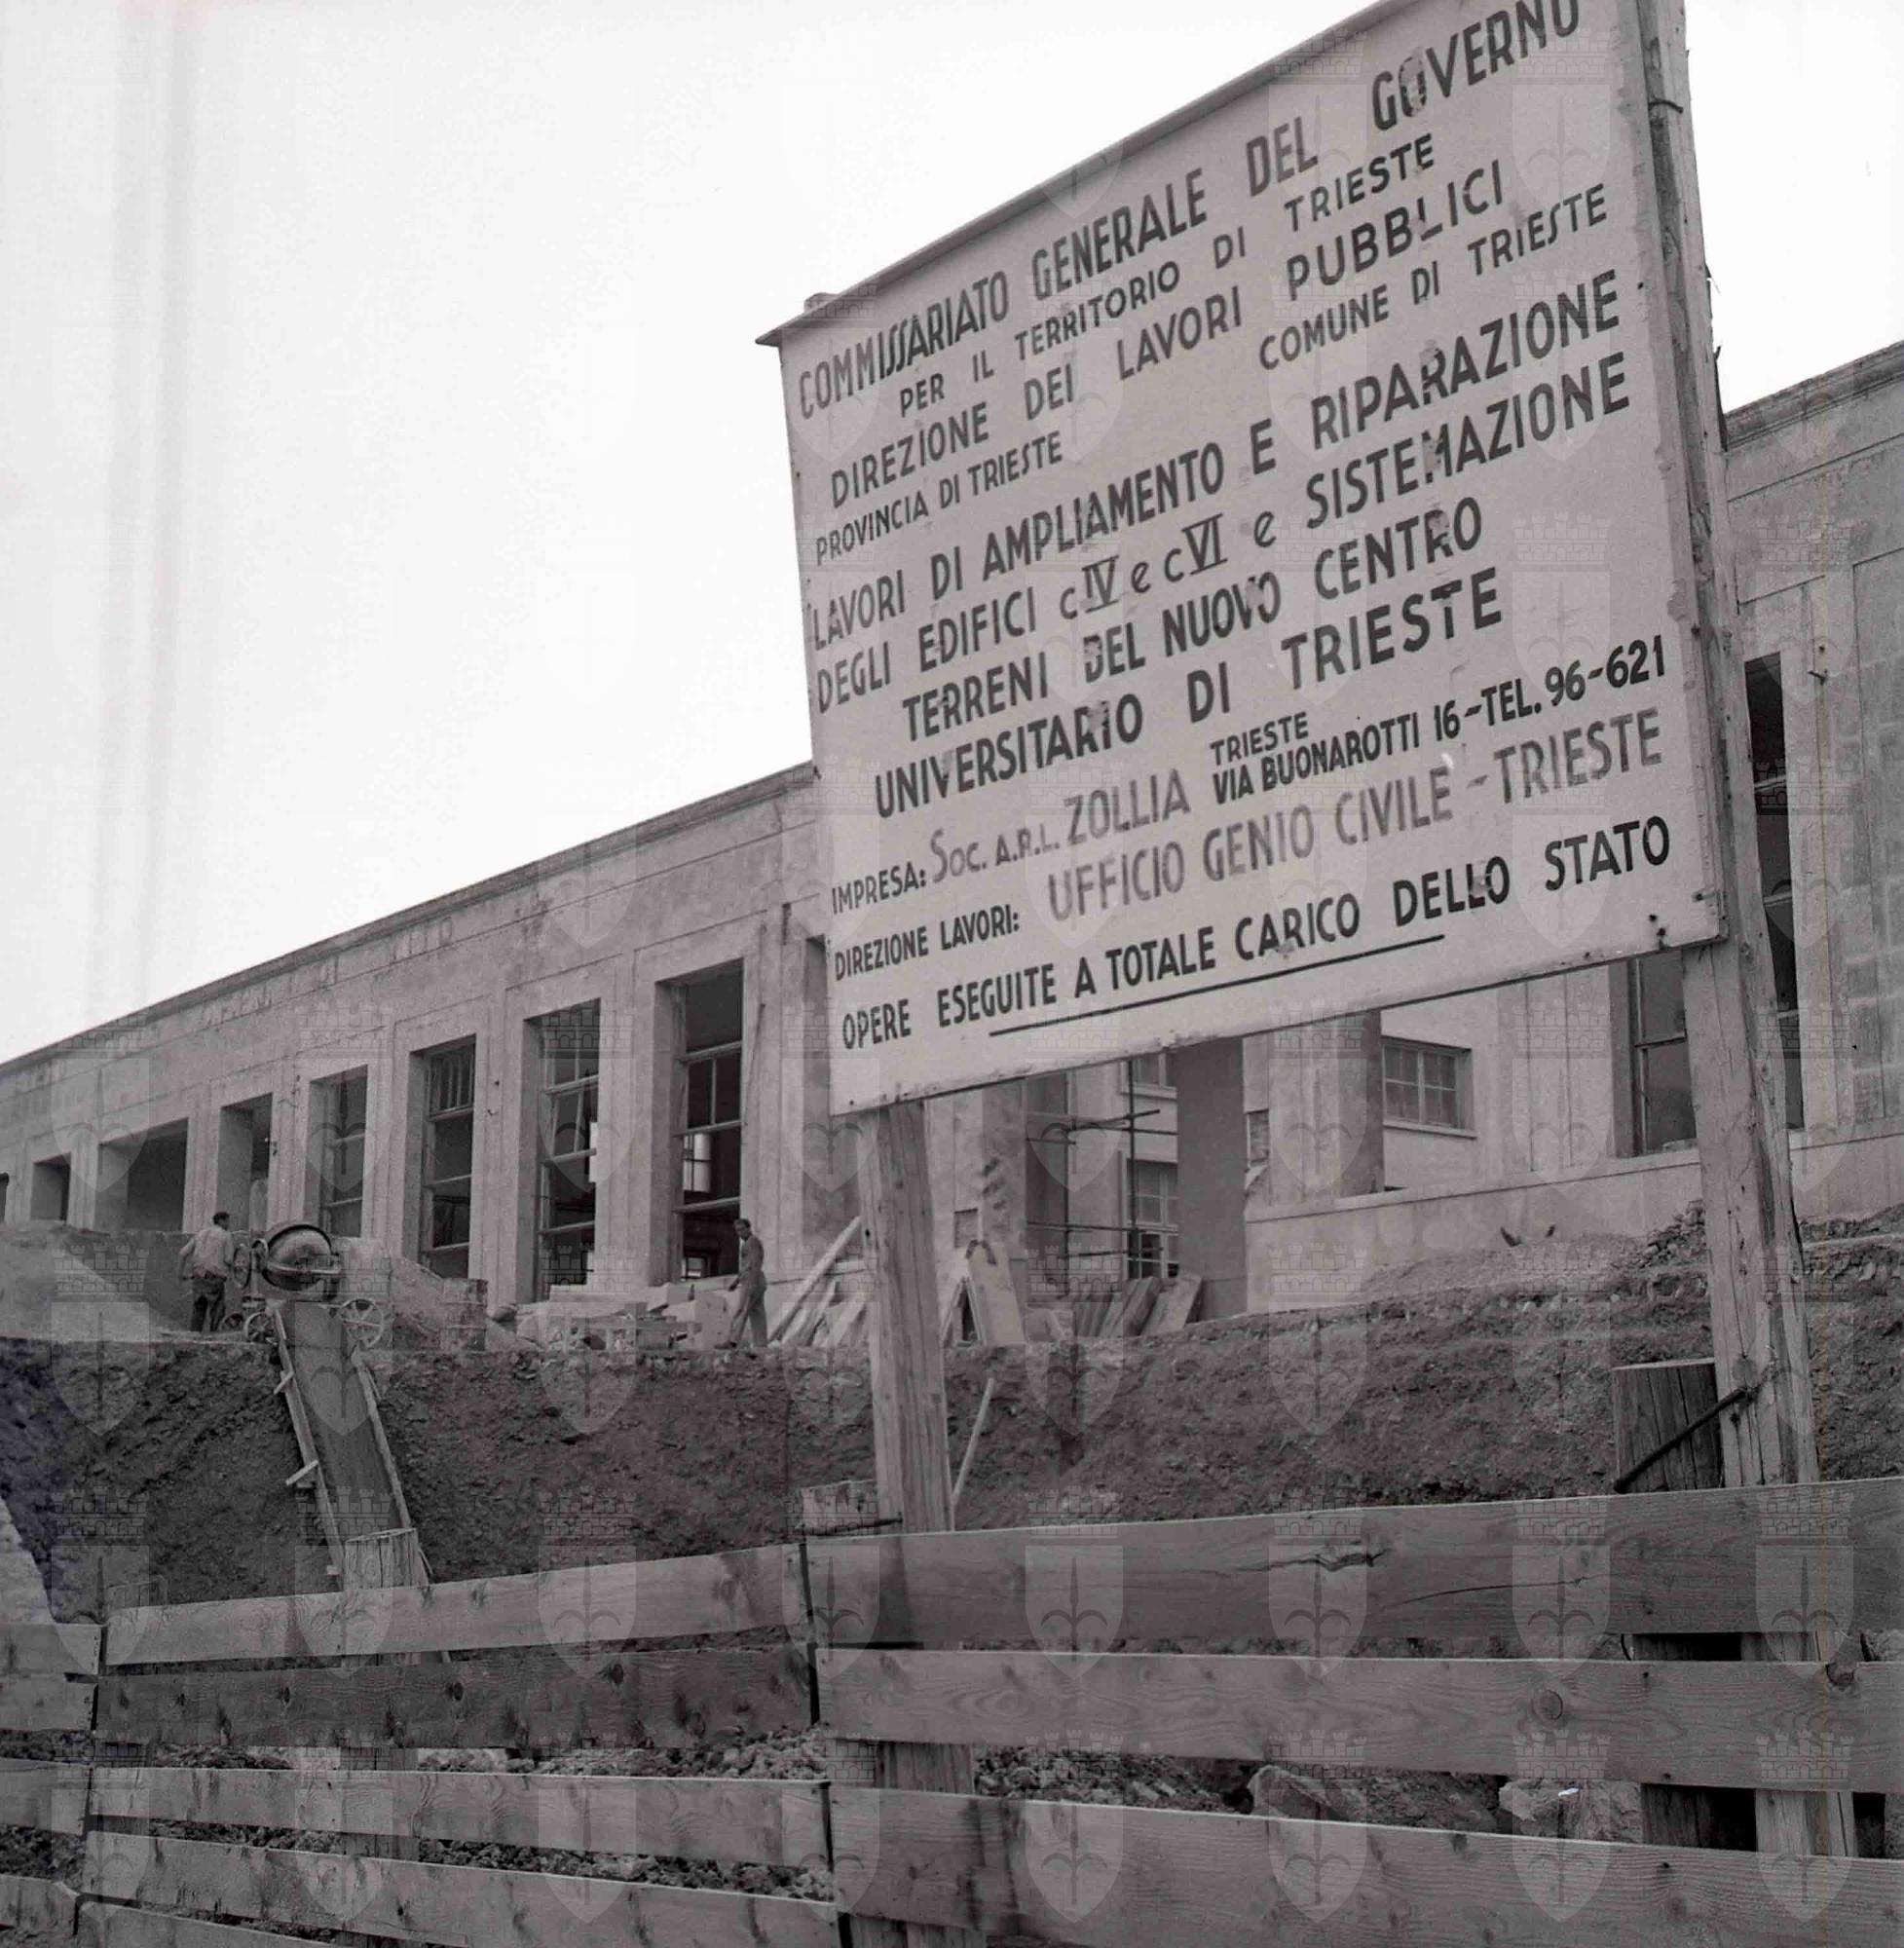 COMMISSARIATO GENERALE DEL GOVERNO
PER IL TERRITORIO DI TRIESTE
DIREZIONE DEI LAVORI PUBBLICI
PROVINCIA DI TRIESTE COMUNE DI TRIESTE
LAVORI DI AMPLIAMENTO E RIPARAZIONE
DEGLI EDIFICI cIV e cVI e SISTEMAZIONE
TERRENI DEL NUOVO CENTRO
UNIVERSITARIO DI TRIESTE
IMPRESA: Soc. A.R.L. ZOLLIA TRIESTE
VIA BUONAROTTI 16-TEL. 96-621
DIREZIONE LAVORI: UFFICIO GENIO CIVILE-TRIESTE
OPERE ESEGUITE A TOTALE CARICO DELLO STATO